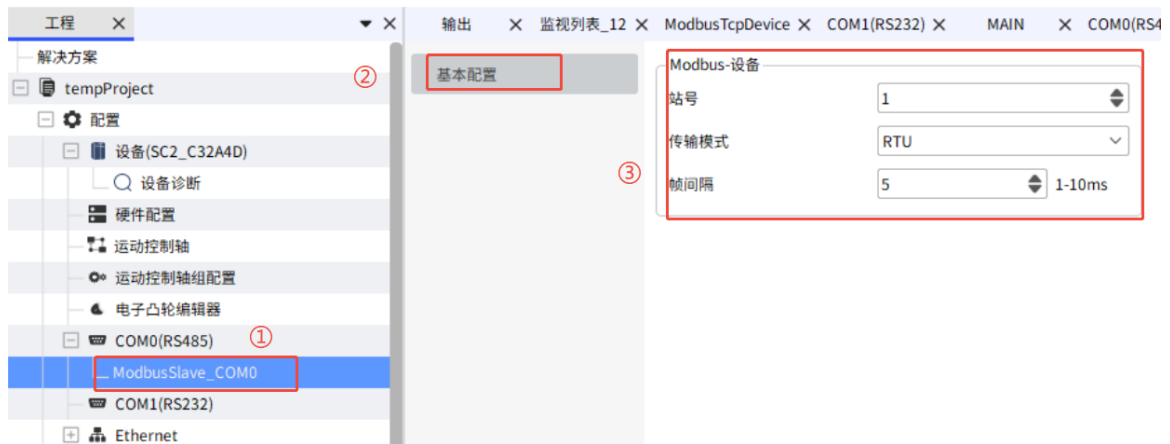 工程
输出
监视列表_12
ModbusTcpDevice
COM1(RS232)
MAIN
COM0(RS4
解决方案
tempProject
②
配置
设备(SC2_C32A4D)
设备诊断
硬件配置
运动控制轴
运动控制轴组配置
电子凸轮编辑器
COM0(RS485)
①
ModbusSlave_COM0
COM1(RS232)
Ethernet
基本配置
③
Modbus-设备
站号 1
传输模式 RTU
帧间隔 5 1-10ms